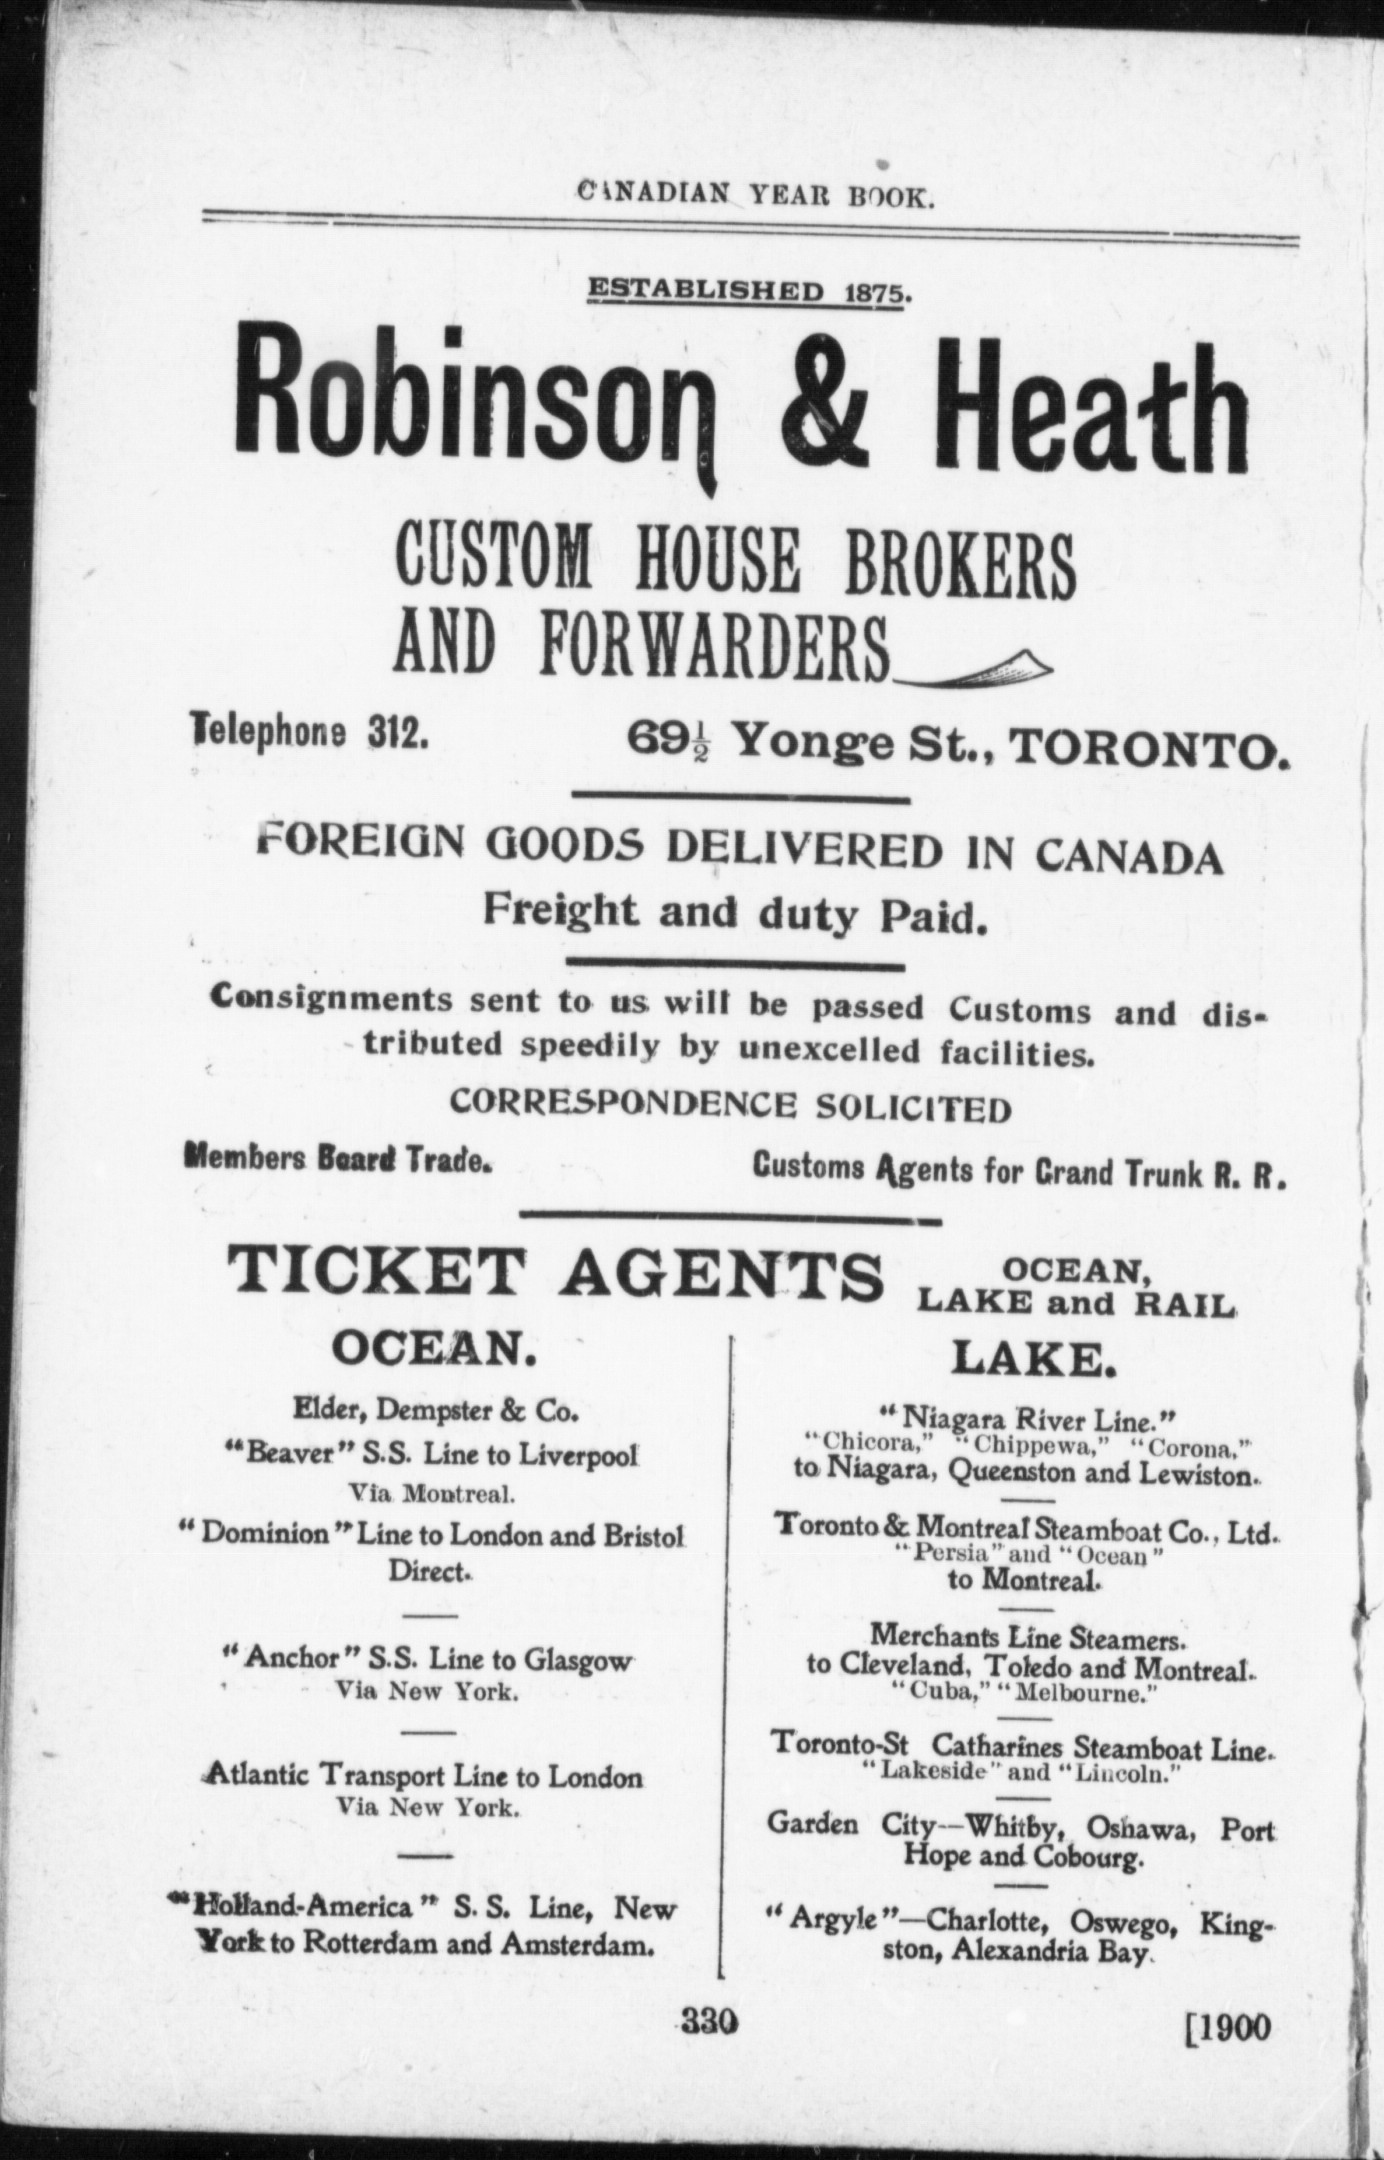 CANADIAN YEAR BOOK.
ESTABLISHED 1875.
Robinson & Heath
CUSTOM HOUSE BROKERS
AND FORWARDERS
Telephone 312.
69½ Yonge St., TORONTO.
FOREIGN GOODS DELIVERED IN CANADA
Freight and duty Paid.
Consignments sent to us will be passed Customs and dis-
tributed speedily by unexcelled facilities.
CORRESPONDENCE SOLICITED
Members Board Trade.
Customs Agents for Grand Trunk R. R.
TICKET AGENTS
OCEAN,
LAKE and RAIL
OCEAN.
Elder, Dempster & Co.
"Beaver" S.S. Line to Liverpool
Via Montreal.
"Dominion" Line to London and Bristol
Direct.
"Anchor" S.S. Line to Glasgow
Via New York.
Atlantic Transport Line to London
Via New York.
"Holland-America" S. S. Line, New
York to Rotterdam and Amsterdam.
LAKE.
"Niagara River Line."
"Chicora," "Chippewa," "Corona,"
to Niagara, Queenston and Lewiston.
Toronto & Montreal Steamboat Co., Ltd.
"Persia" and "Ocean"
to Montreal.
Merchants Line Steamers.
to Cleveland, Toledo and Montreal.
"Cuba," "Melbourne."
Toronto-St Catharines Steamboat Line.
"Lakeside" and "Lincoln."
Garden City—Whitby, Oshawa, Port
Hope and Cobourg.
"Argyle"—Charlotte, Oswego, King-
ston, Alexandria Bay.
330
[1900